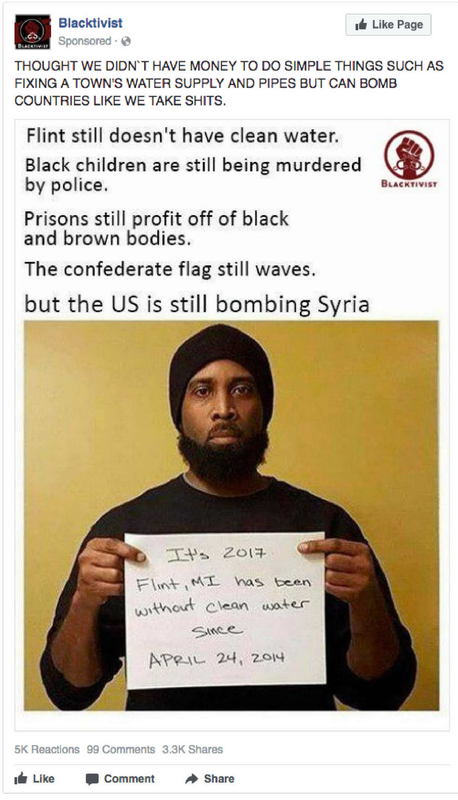 Blacktivist
Like Page
Sponsored ·
BLACKTIVIST
THOUGHT WE DIDN`T HAVE MONEY TO DO SIMPLE THINGS SUCH AS
FIXING A TOWN'S WATER SUPPLY AND PIPES BUT CAN BOMB
COUNTRIES LIKE WE TAKE SHITS.
Flint still doesn't have clean water.
Black children are still being murdered
by police.
BLACKTIVIST
Prisons still profit off of black
and brown bodies.
The confederate flag still waves.
but the US is still bombing Syria
It's 2017
Flint, MI has been
without clean water
since
APRIL 24, 2014
5K Reactions 99 Comments 3.3K Shares
Like Comment Share